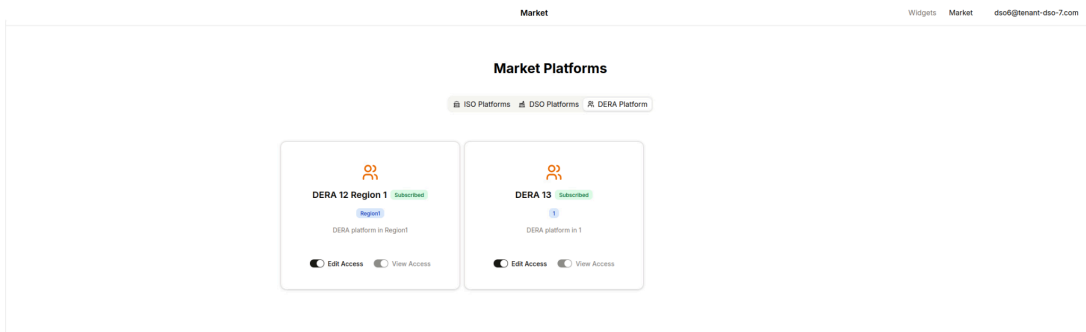 Market
Widgets Market dso6@tenant-dso-7.com
Market Platforms
ISO Platforms DSO Platforms DERA Platform
DERA 12 Region 1 Subscribed
Region1
DERA platform in Region1
Edit Access View Access
DERA 13 Subscribed
1
DERA platform in 1
Edit Access View Access